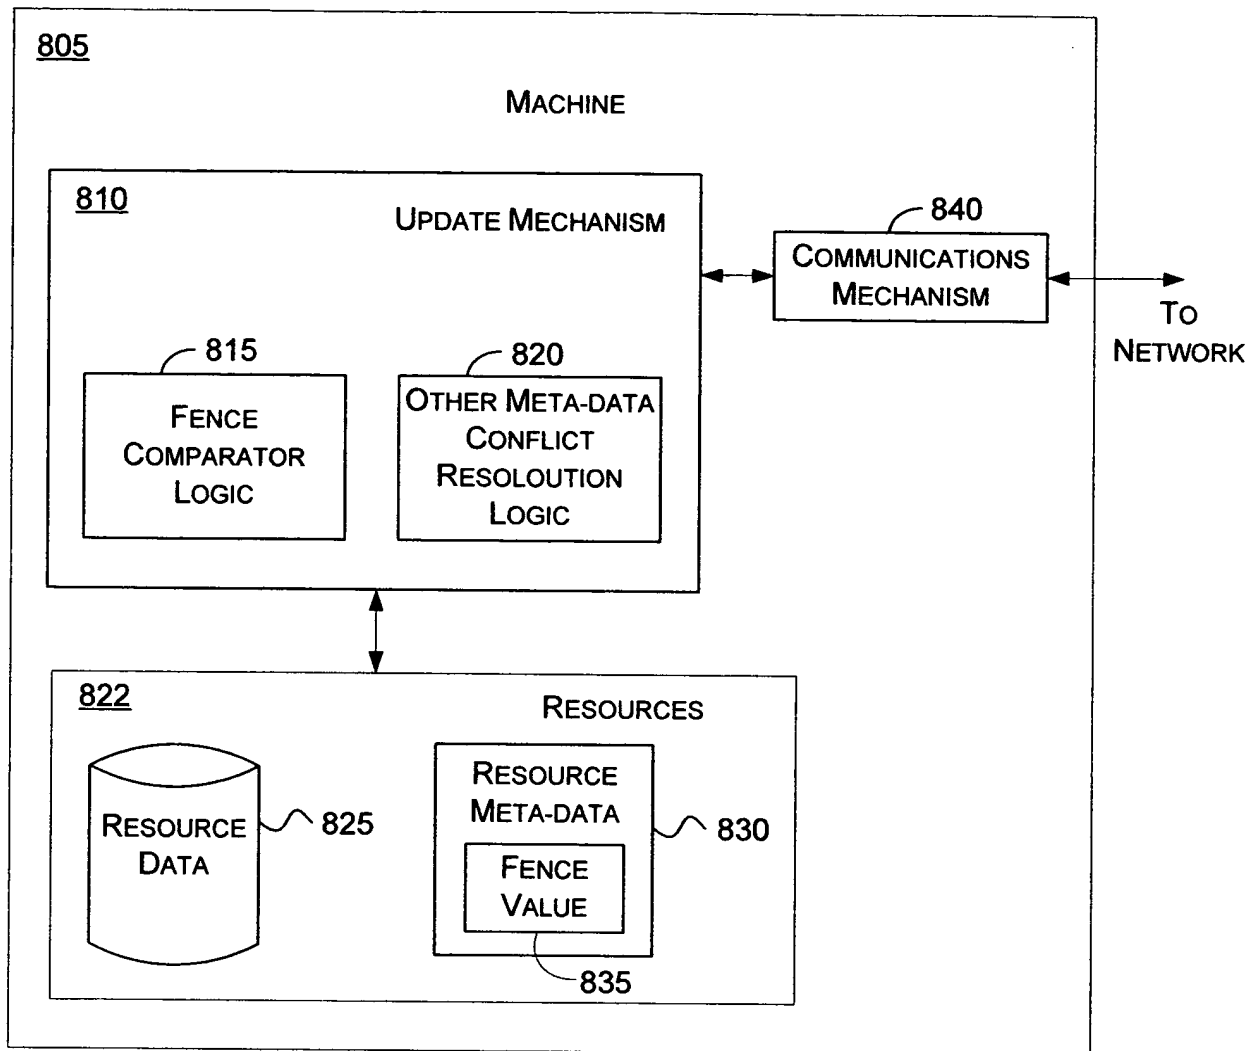 805
MACHINE
810
UPDATE MECHANISM
840
COMMUNICATIONS
MECHANISM
TO
NETWORK
815
FENCE
COMPARATOR
LOGIC
820
OTHER META-DATA
CONFLICT
RESOLOUTION
LOGIC
822
RESOURCES
RESOURCE
DATA
825
RESOURCE
META-DATA
830
FENCE
VALUE
835